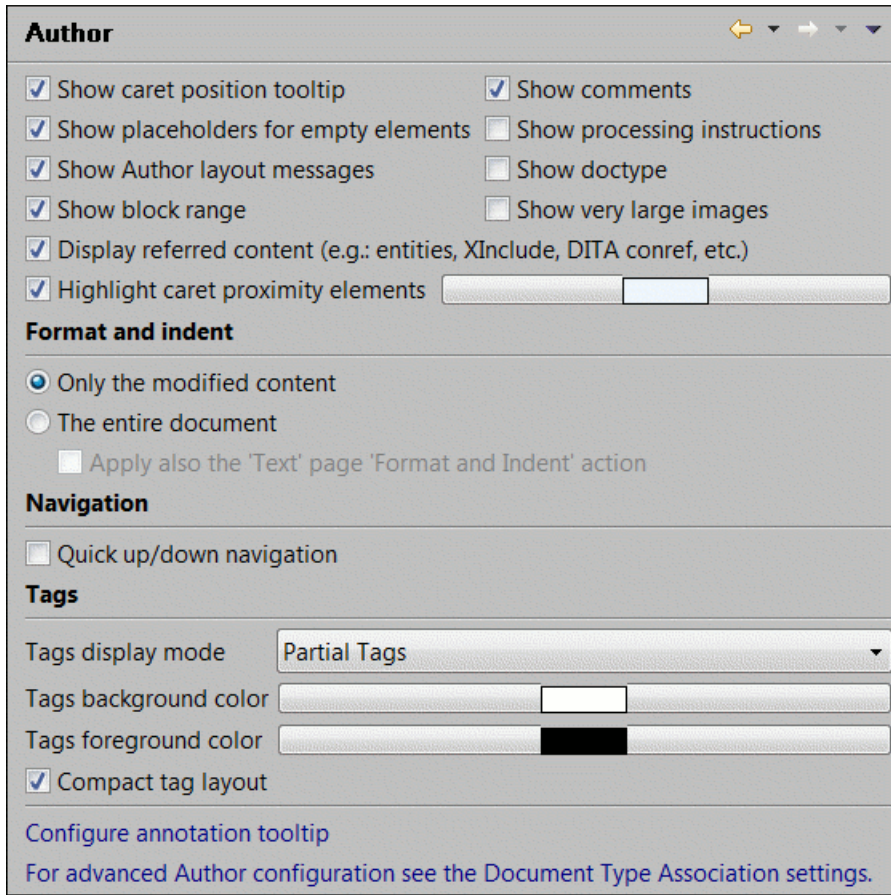 Author
Show caret position tooltip
Show comments
Show placeholders for empty elements
Show processing instructions
Show Author layout messages
Show doctype
Show block range
Show very large images
Display referred content (e.g.: entities, XInclude, DITA conref, etc.)
Highlight caret proximity elements
Format and indent
Only the modified content
The entire document
Apply also the 'Text' page 'Format and Indent' action
Navigation
Quick up/down navigation
Tags
Tags display mode Partial Tags
Tags background color
Tags foreground color
Compact tag layout
Configure annotation tooltip
For advanced Author configuration see the Document Type Association settings.